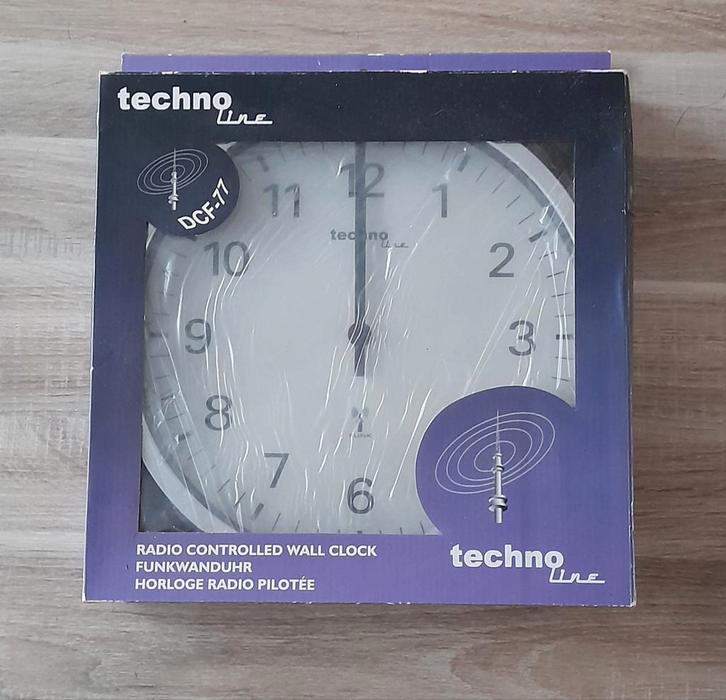 techno line
DCF-77
12
11
1
techno line
10
2
9
3
8
FUNK
7
6
RADIO CONTROLLED WALL CLOCK
FUNKWANDUHR
HORLOGE RADIO PILOTÉE
techno line